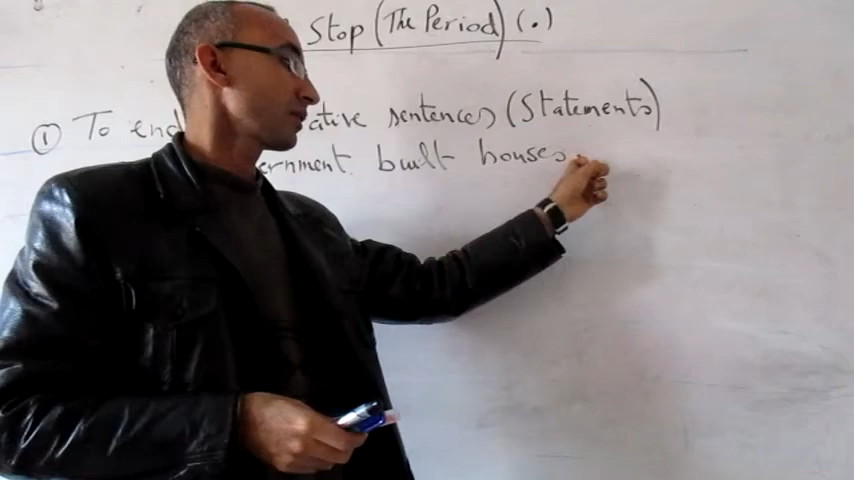 Stop (The Period) (.)
① To end ative sentences (Statements)
ernment built houses